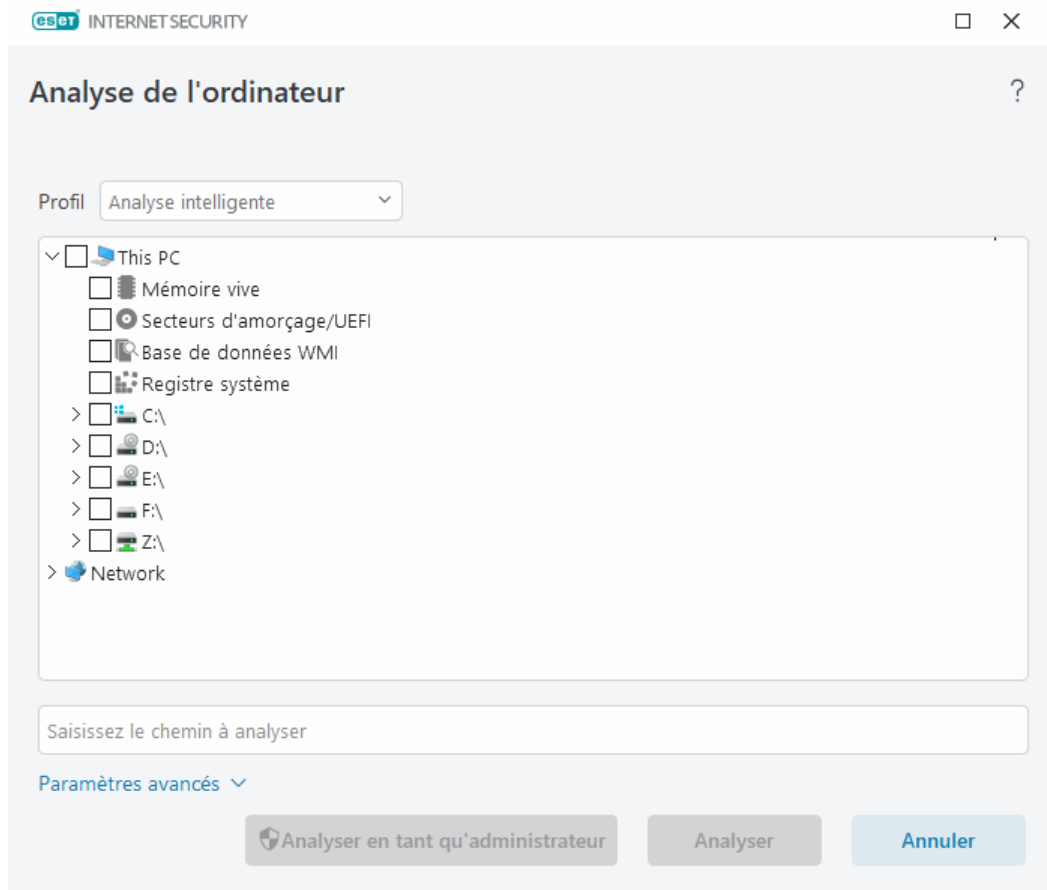 eset INTERNET SECURITY
Analyse de l'ordinateur
?
Profil Analyse intelligente
This PC
Mémoire vive
Secteurs d'amorçage/UEFI
Base de données WMI
Registre système
C:\
D:\
E:\
F:\
Z:\
Network
Saisissez le chemin à analyser
Paramètres avancés
Analyser en tant qu'administrateur Analyser Annuler